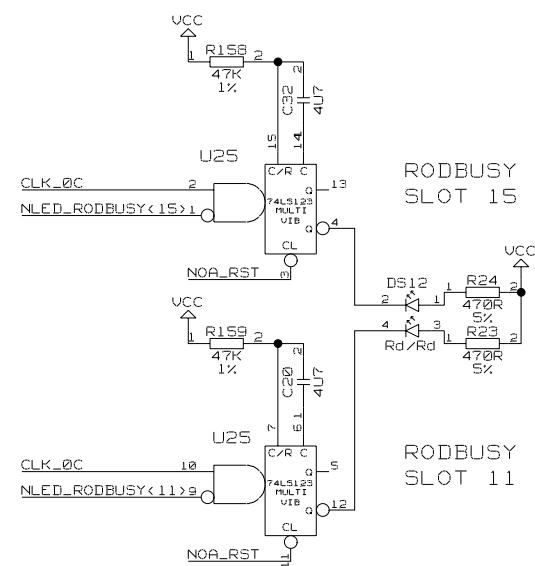 VCC
1 R158 2
47K
1%
2
C32
4U7
15
14
U25
C/R C
CLK_0C 2
Q 13
NLED_RODBUSY<15> 1
74LS123
MULTI
VIB
Q 4
CL
NOA_RST 3
RODBUSY
SLOT 15
VCC
DS12
2 1
1 R24 2
470R
5%
4 3
Rd/Rd
1 R23 2
470R
5%
VCC
1 R159 2
47K
1%
2
C20
4U7
7
6 1
U25
C/R C
CLK_0C 10
Q 5
NLED_RODBUSY<11> 9
74LS123
MULTI
VIB
Q 12
CL
NOA_RST 11
RODBUSY
SLOT 11